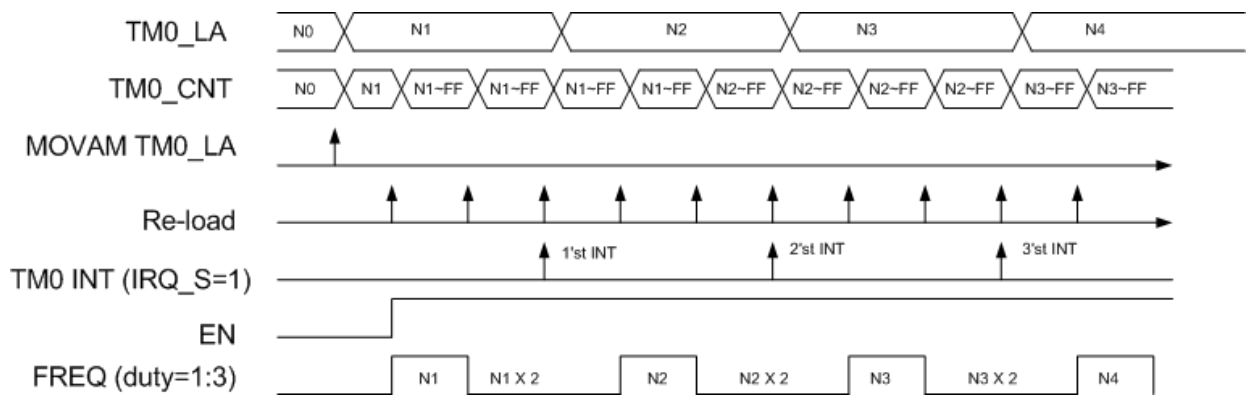 TM0_LA N0 N1 N2 N3 N4
TM0_CNT N0 N1 N1~FF N1~FF N1~FF N1~FF N2~FF N2~FF N2~FF N2~FF N3~FF N3~FF
MOVAM TM0_LA
Re-load
1'st INT 2'st INT 3'st INT
TM0 INT (IRQ_S=1)
EN
FREQ (duty=1:3) N1 N1 X 2 N2 N2 X 2 N3 N3 X 2 N4